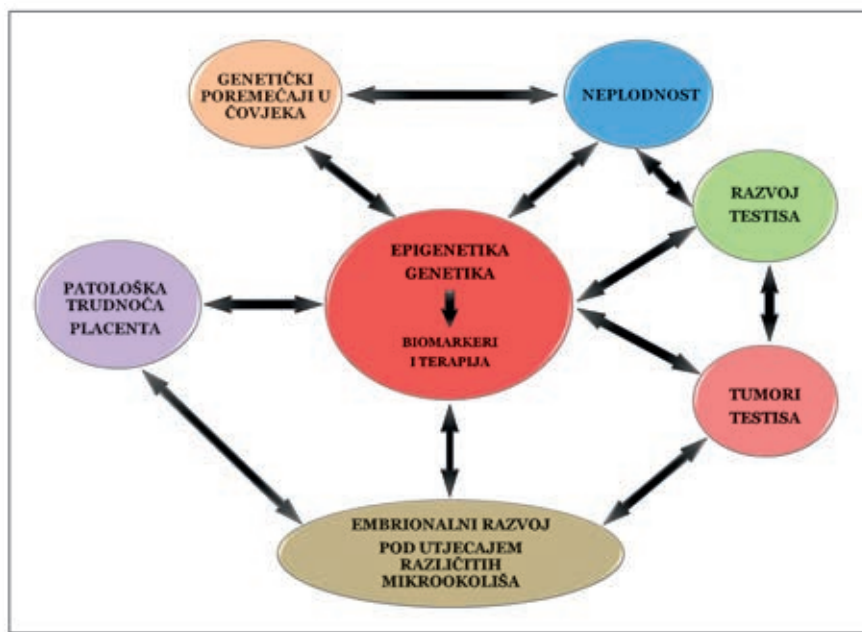 GENETIČKI
POREMEĆAJI U
ČOVJEKA
NEPLODNOST
RAZVOJ
TESTISA
EPIGENETIKA
GENETIKA
BIOMARKERI
I TERAPIJA
PATOLOŠKA
TRUDNOĆA
PLACENTA
TUMORI
TESTISA
EMBRIONALNI RAZVOJ
POD UTJECAJEM
RAZLIČITIH
MIKROOKOLIŠA